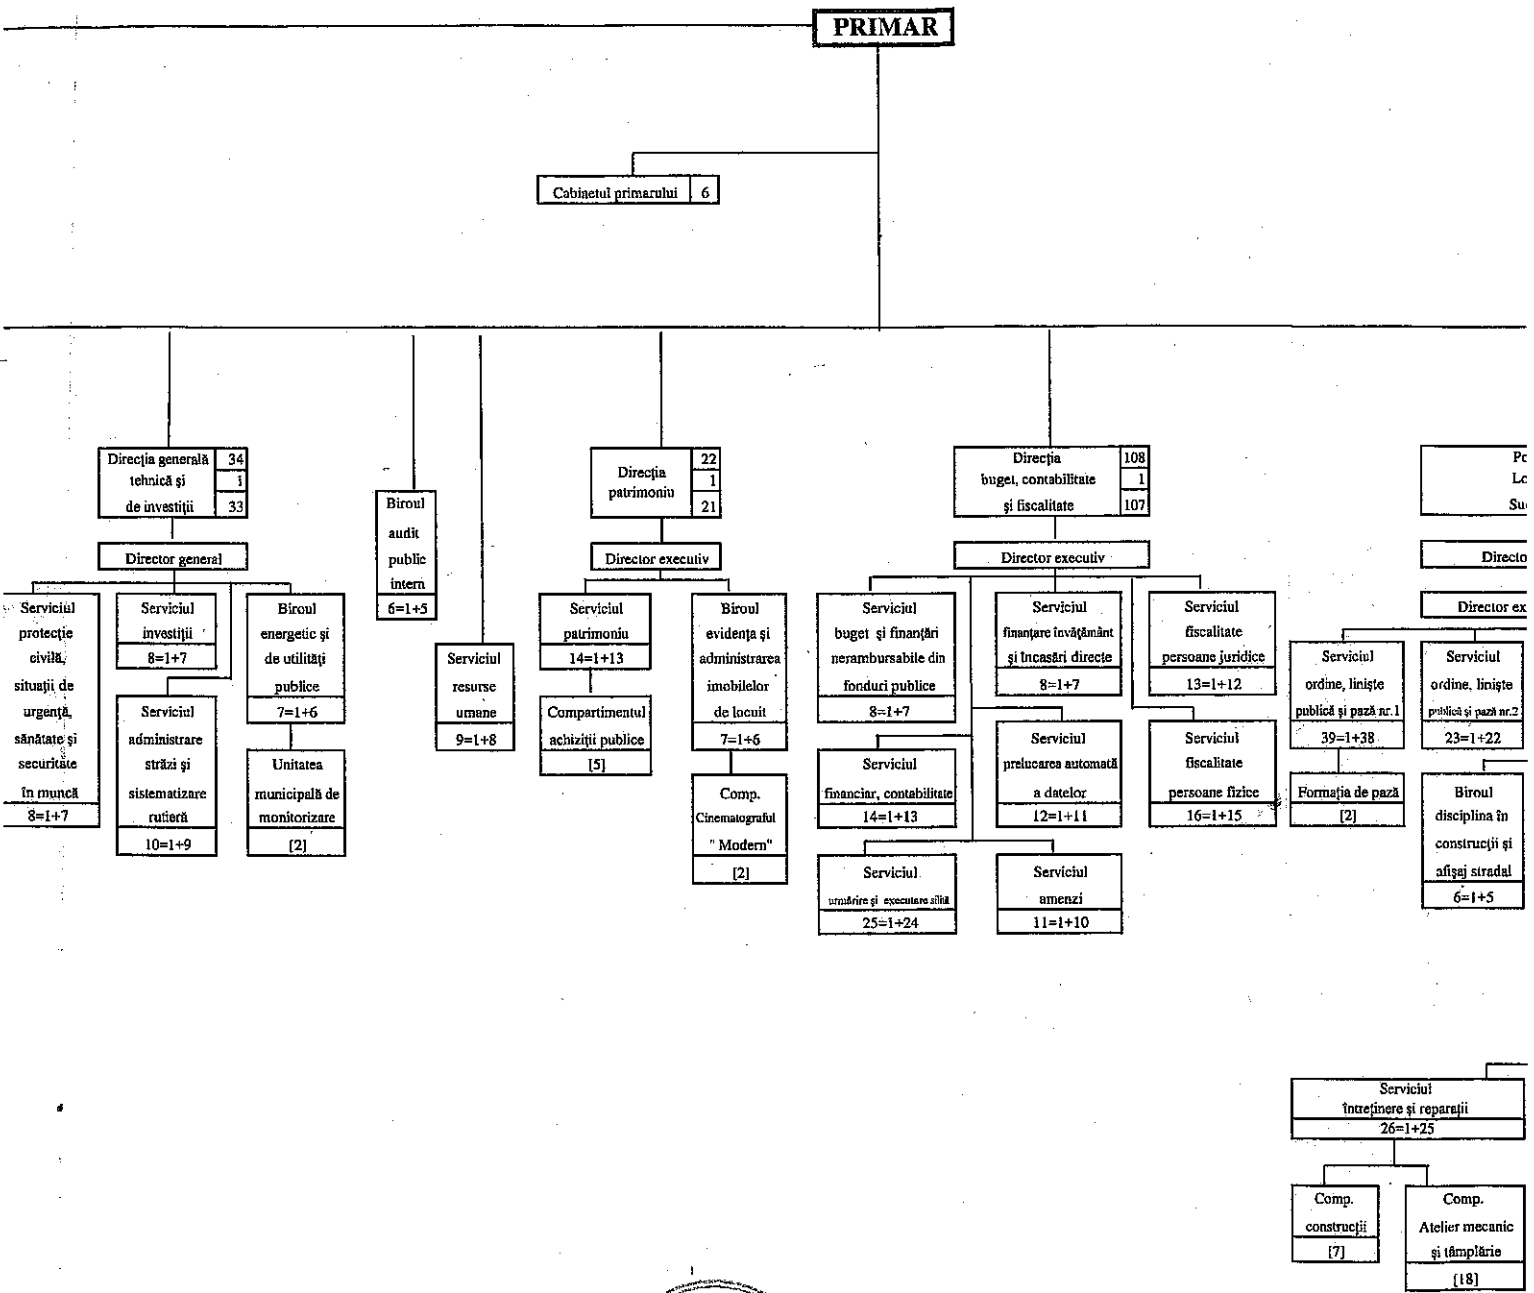 PRIMAR
Cabinetul primarului 6
Direcţia generală 34
tehnică şi 1
de investiţii 33
Director general
Serviciul
protecţie
civilă,
situaţii de
urgenţă,
sănătate şi
securitate
în muncă
8=1+7
Serviciul
investiţii
8=1+7
Serviciul
administrare
străzi şi
sistematizare
rutieră
10=1+9
Biroul
energetic şi
de utilităţi
publice
7=1+6
Unitatea
municipală de
monitorizare
[2]
Biroul
audit
public
intern
6=1+5
Serviciul
resurse
umane
9=1+8
Direcţia
patrimoniu
22
1
21
Director executiv
Serviciul
patrimoniu
14=1+13
Compartimentul
achiziţii publice
[5]
Biroul
evidenţa şi
administrarea
imobilelor
de locuit
7=1+6
Comp.
Cinematograful
" Modern"
[2]
Direcţia 108
buget, contabilitate 1
şi fiscalitate 107
Director executiv
Serviciul
buget şi finanţări
nerambursabile din
fonduri publice
8=1+7
Serviciul
finanţare învăţământ
şi încasări directe
8=1+7
Serviciul
fiscalitate
persoane juridice
13=1+12
Serviciul
financiar, contabilitate
14=1+13
Serviciul
prelucarea automată
a datelor
12=1+11
Serviciul
fiscalitate
persoane fizice
16=1+15
Serviciul
urmărire şi executare silită
25=1+24
Serviciul
amenzi
11=1+10
Po
Lo
Su
Directo
Director ex
Serviciul
ordine, linişte
publică şi pază nr.1
39=1+38
Formaţia de pază
[2]
Serviciul
ordine, linişte
publică şi pază nr.2
23=1+22
Biroul
disciplina în
construcţii şi
afişaj stradal
6=1+5
Serviciul
întreţinere şi reparaţii
26=1+25
Comp.
construcţii
[7]
Comp.
Atelier mecanic
şi tâmplărie
[18]